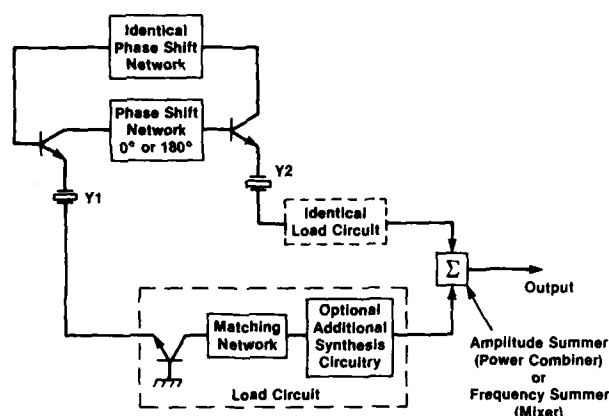 Identical
Phase Shift
Network
Phase Shift
Network
0° or 180°
Y1
Y2
Identical
Load Circuit
Σ
Output
Matching
Network
Optional
Additional
Synthesis
Circuitry
Load Circuit
Amplitude Summer
(Power Combiner)
or
Frequency Summer
(Mixer)